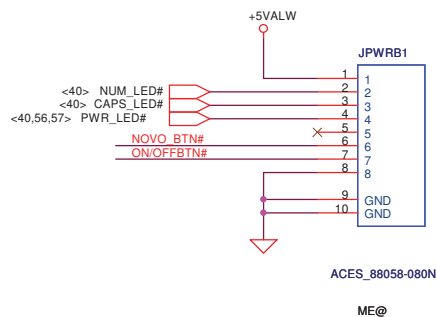 +5VALW
JPWRB1
1 1
<40> NUM_LED# 2 2
<40> CAPS_LED# 3 3
<40,56,57> PWR_LED# 4 4
5 5
NOVO_BTN# 6 6
ON/OFFBTN# 7 7
8 8
9 GND
10 GND
ACES_88058-080N
ME@